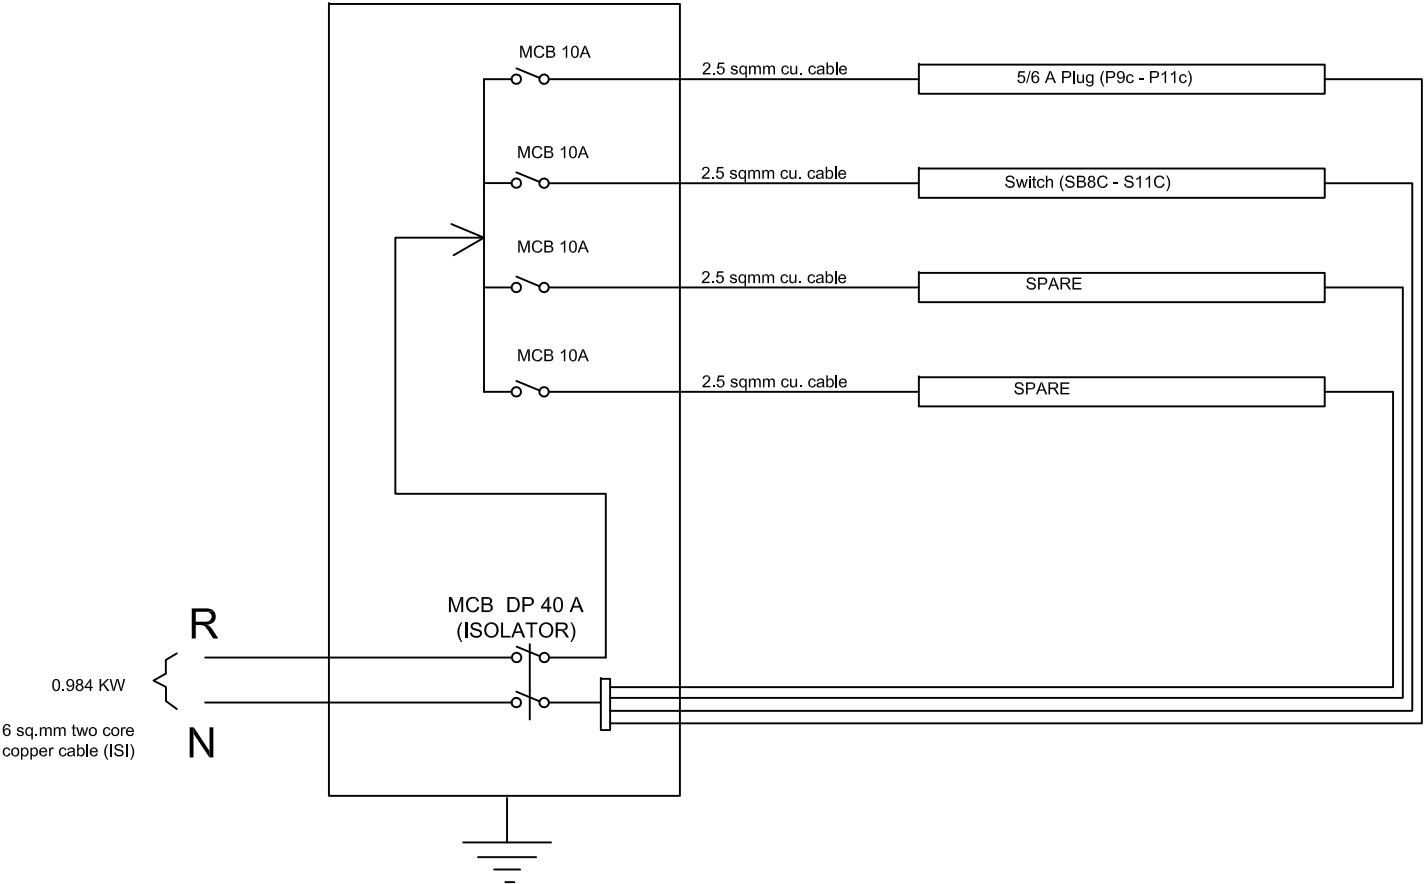 MCB 10A
2.5 sqmm cu. cable
5/6 A Plug (P9c - P11c)
MCB 10A
2.5 sqmm cu. cable
Switch (SB8C - S11C)
MCB 10A
2.5 sqmm cu. cable
SPARE
MCB 10A
2.5 sqmm cu. cable
SPARE
MCB DP 40 A
(ISOLATOR)
R
0.984 KW
N
6 sq.mm two core
copper cable (ISI)